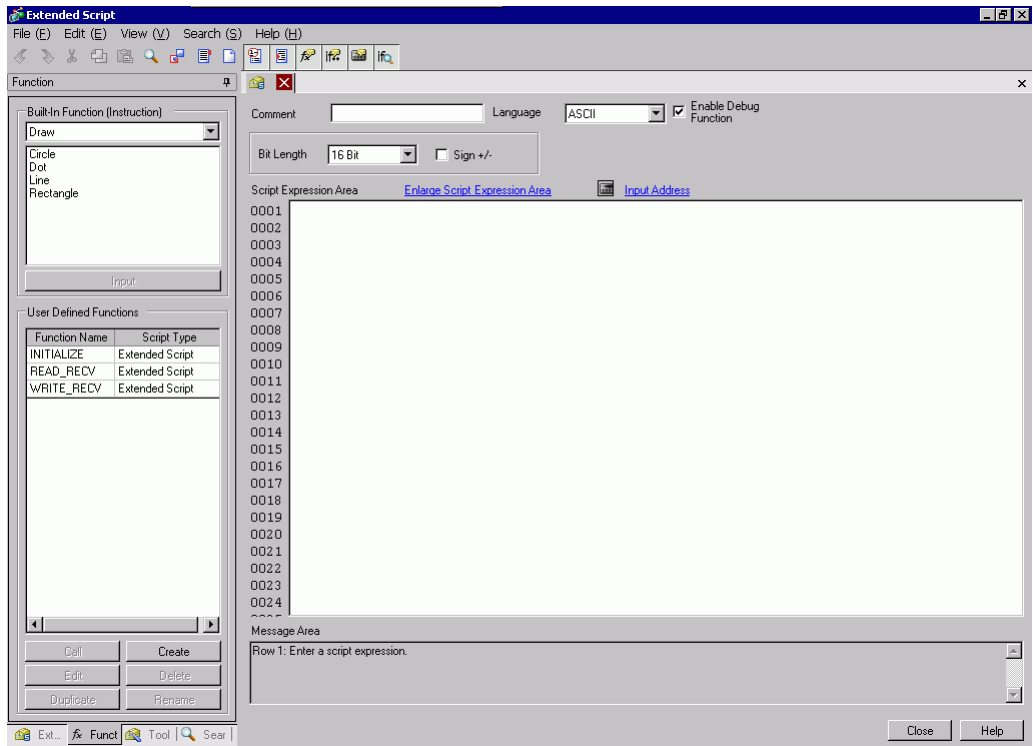 Extended Script
File (F) Edit (E) View (V) Search (S) Help (H)
Function
Built-In Function (Instruction)
Draw
Circle
Dot
Line
Rectangle
Input
User Defined Functions
Function Name Script Type
INITIALIZE Extended Script
READ_RECV Extended Script
WRITE_RECV Extended Script
Call Create
Edit Delete
Duplicate Rename
Ext... fx Funct Tool Sear
Comment Language ASCII Enable Debug
Function
Bit Length 16 Bit Sign +/-
Script Expression Area Enlarge Script Expression Area Input Address
0001
0002
0003
0004
0005
0006
0007
0008
0009
0010
0011
0012
0013
0014
0015
0016
0017
0018
0019
0020
0021
0022
0023
0024
Message Area
Row 1: Enter a script expression.
Close Help